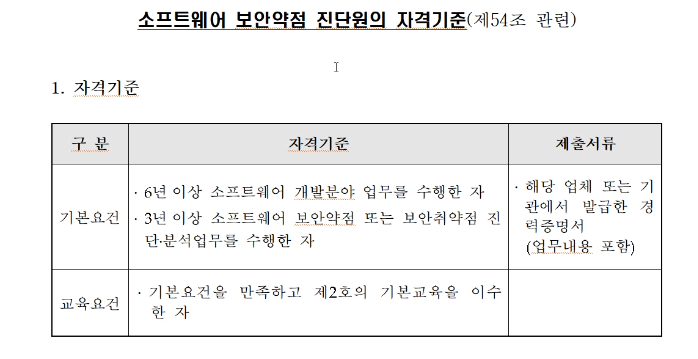 소프트웨어 보안약점 진단원의 자격기준(제54조 관련)
1. 자격기준
구 분
자격기준
제출서류
기본요건
· 6년 이상 소프트웨어 개발분야 업무를 수행한 자
· 3년 이상 소프트웨어 보안약점 또는 보안취약점 진
단·분석업무를 수행한 자
· 해당 업체 또는 기
관에서 발급한 경
력증명서
(업무내용 포함)
교육요건
· 기본요건을 만족하고 제2호의 기본교육을 이수
한 자